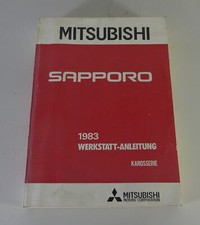 MITSUBISHI
SAPPORO
1983
WERKSTATT-ANLEITUNG
KAROSSERIE
MITSUBISHI
MOTORS CORPORATION